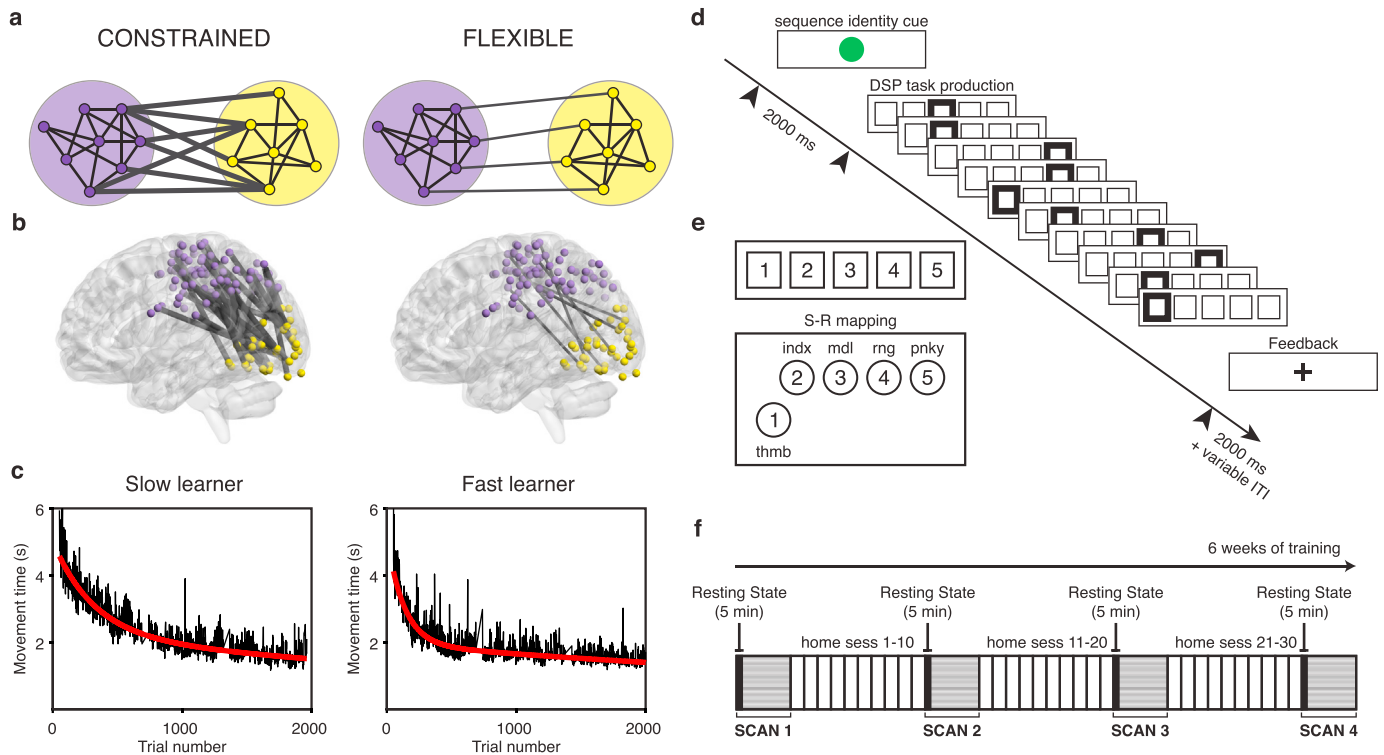 a
CONSTRAINED
FLEXIBLE
b
c
Slow learner
Fast learner
Movement time (s)
6
4
2
0
1000
2000
Trial number
Movement time (s)
6
4
2
0
1000
2000
Trial number
d
sequence identity cue
DSP task production
2000 ms
Feedback
2000 ms
+ variable ITI
e
1 2 3 4 5
S-R mapping
indx mdl rng pnky
2 3 4 5
1
thmb
f
6 weeks of training
Resting State
(5 min)
Resting State
(5 min)
Resting State
(5 min)
Resting State
(5 min)
home sess 1-10
home sess 11-20
home sess 21-30
SCAN 1
SCAN 2
SCAN 3
SCAN 4